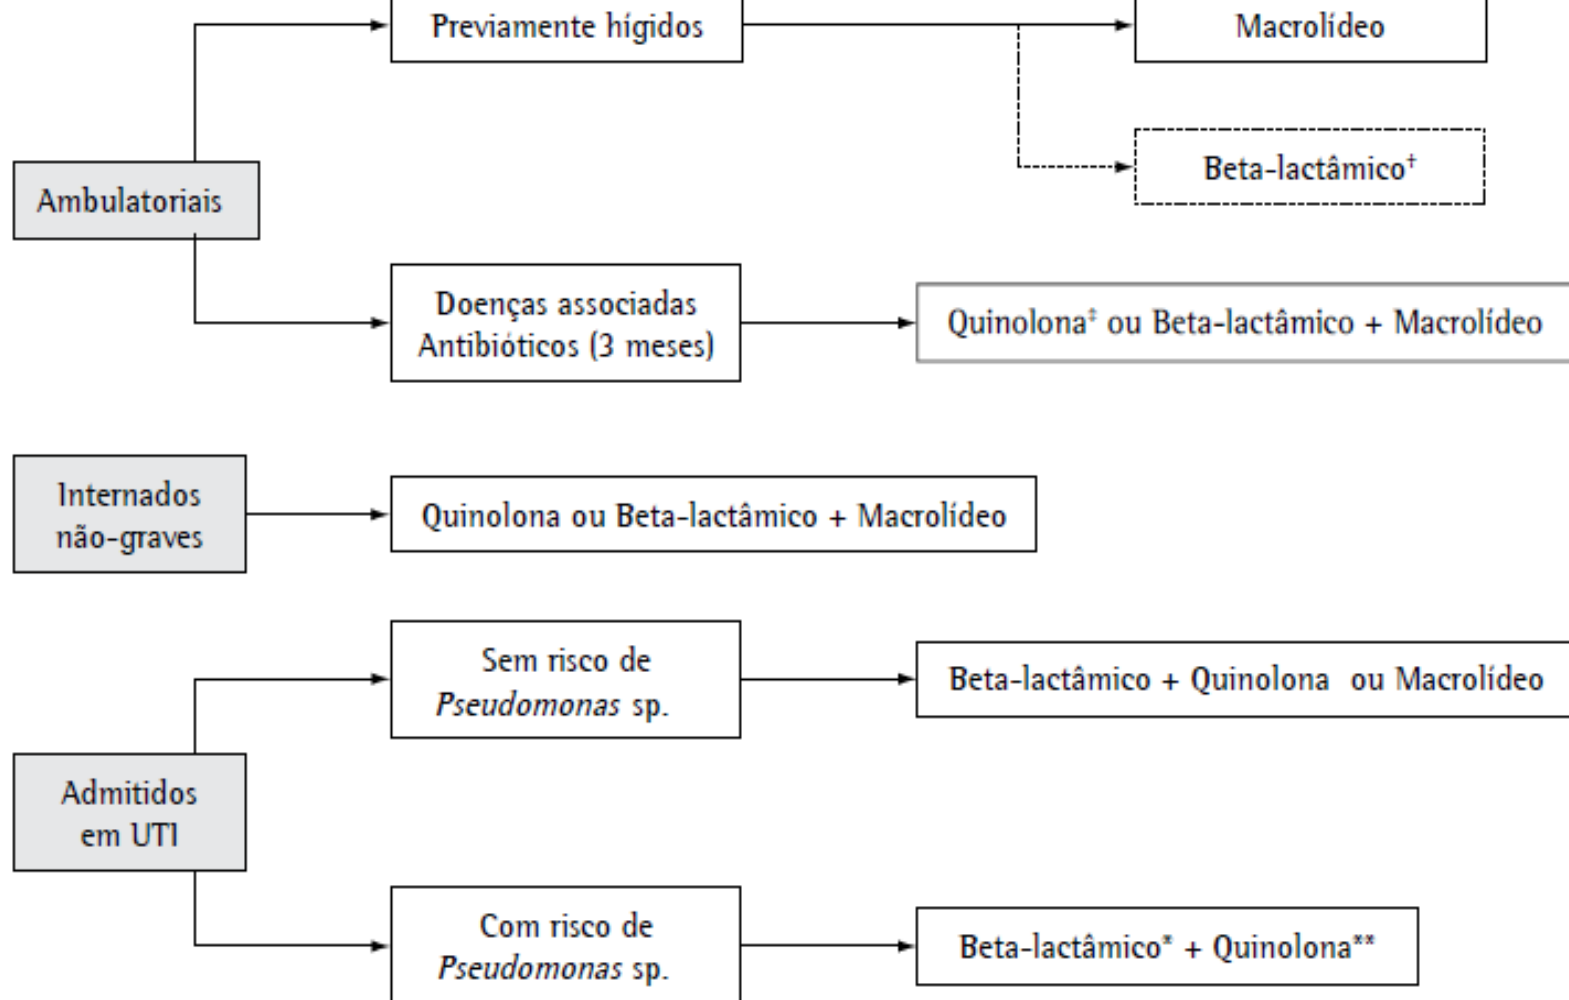 Previamente hígidos
Macrolídeo
Beta-lactâmico†
Ambulatoriais
Doenças associadas
Antibióticos (3 meses)
Quinolona‡ ou Beta-lactâmico + Macrolídeo
Internados
não-graves
Quinolona ou Beta-lactâmico + Macrolídeo
Sem risco de
Pseudomonas sp.
Beta-lactâmico + Quinolona ou Macrolídeo
Admitidos
em UTI
Com risco de
Pseudomonas sp.
Beta-lactâmico* + Quinolona**